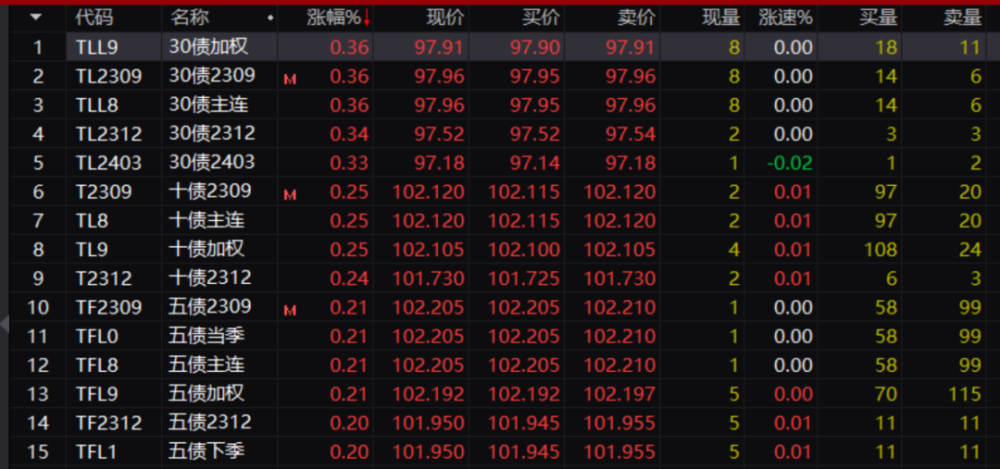 代码 名称 涨幅%↓ 现价 买价 卖价 现量 涨速% 买量 卖量
1 TLL9 30债加权 0.36 97.91 97.90 97.91 8 0.00 18 11
2 TL2309 30债2309 M 0.36 97.96 97.95 97.96 8 0.00 14 6
3 TLL8 30债主连 0.36 97.96 97.95 97.96 8 0.00 14 6
4 TL2312 30债2312 0.34 97.52 97.52 97.54 2 0.00 3 3
5 TL2403 30债2403 0.33 97.18 97.14 97.18 1 -0.02 1 2
6 T2309 十债2309 M 0.25 102.120 102.115 102.120 2 0.01 97 20
7 TL8 十债主连 0.25 102.120 102.115 102.120 2 0.01 97 20
8 TL9 十债加权 0.25 102.105 102.100 102.105 4 0.01 108 24
9 T2312 十债2312 0.24 101.730 101.725 101.730 2 0.01 6 3
10 TF2309 五债2309 M 0.21 102.205 102.205 102.210 1 0.00 58 99
11 TFL0 五债当季 0.21 102.205 102.205 102.210 1 0.00 58 99
12 TFL8 五债主连 0.21 102.205 102.205 102.210 1 0.00 58 99
13 TFL9 五债加权 0.21 102.192 102.192 102.197 5 0.00 70 115
14 TF2312 五债2312 0.20 101.950 101.945 101.955 5 0.01 11 11
15 TFL1 五债下季 0.20 101.950 101.945 101.955 5 0.01 11 11